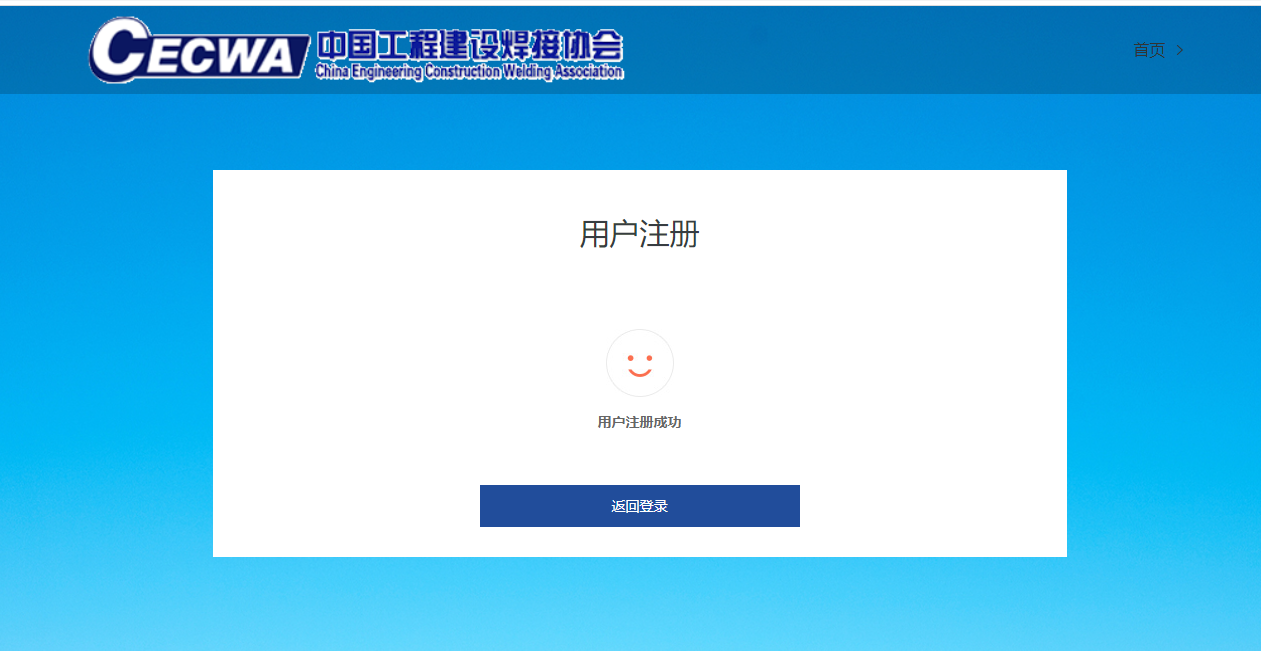 CECWA
中国工程建设焊接协会
China Engineering Construction Welding Association
首页 >
用户注册
用户注册成功
返回登录